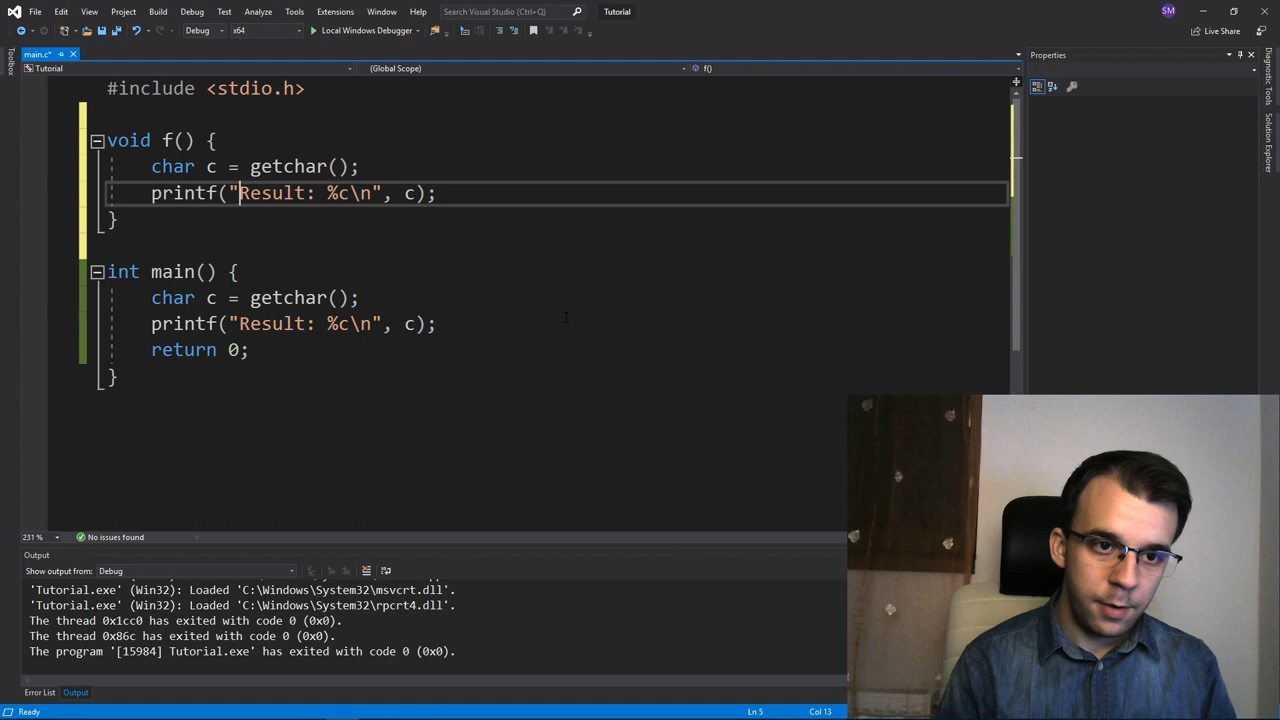 File Edit View Project Build Debug Test Analyze Tools Extensions Window Help Search Visual Studio (Ctrl+Q) Tutorial SM
Debug x64 Local Windows Debugger Live Share
main.c*
Properties
Tutorial (Global Scope) f()
Toolbox
Diagnostic Tools
Solution Explorer
#include <stdio.h>
void f() {
char c = getchar();
printf("Result: %c\n", c);
}
int main() {
char c = getchar();
printf("Result: %c\n", c);
return 0;
}
231 % No issues found
Output
Show output from: Debug
'Tutorial.exe' (Win32): Loaded 'C:\Windows\System32\msvcrt.dll'.
'Tutorial.exe' (Win32): Loaded 'C:\Windows\System32\rpcrt4.dll'.
The thread 0x1cc0 has exited with code 0 (0x0).
The thread 0x86c has exited with code 0 (0x0).
The program '[15984] Tutorial.exe' has exited with code 0 (0x0).
Error List Output
Ready Ln 5 Col 13